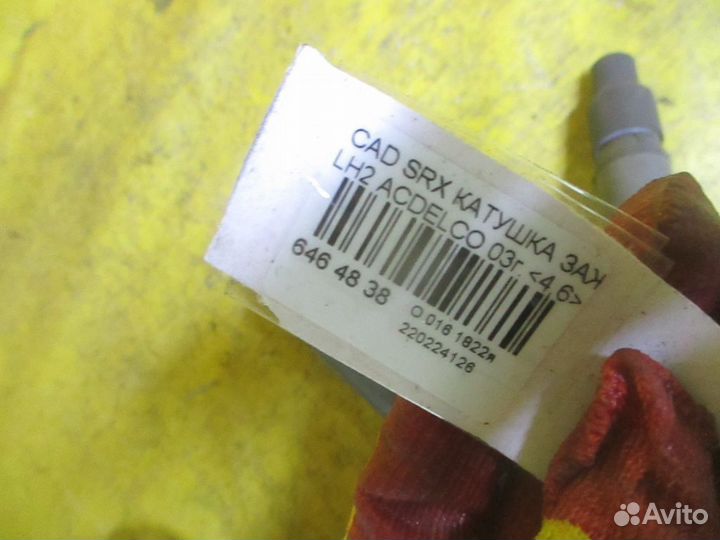 CAD SRX КАТУШКА ЗАЖ
LH2 ACDELCO 03г. <4,6>
646 48 38
О 016 1822я
220224126
Avito